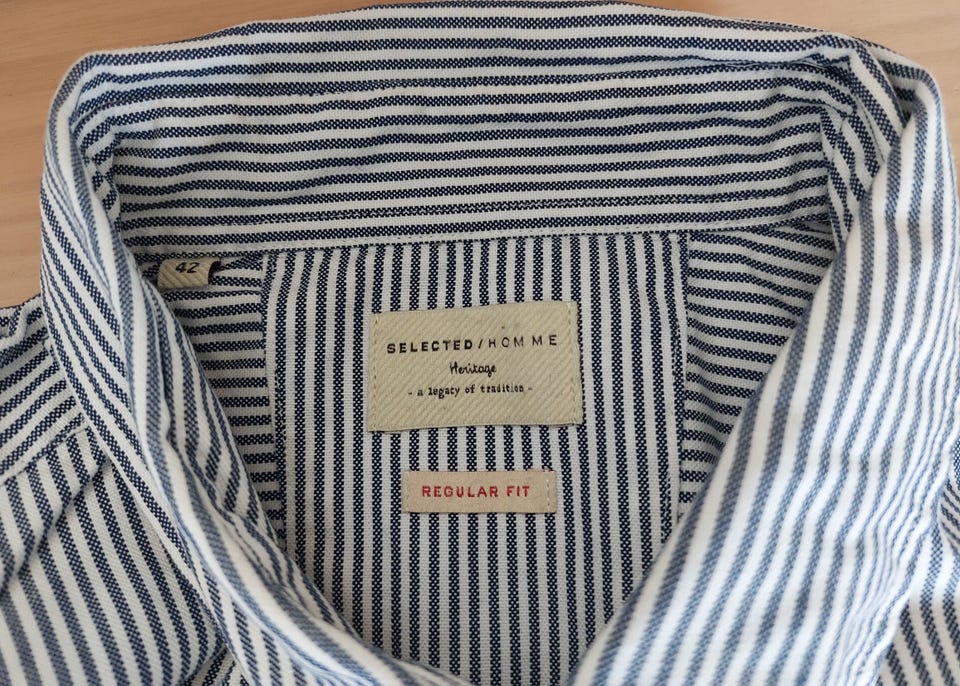 42
SELECTED/HOMME
Heritage
- a legacy of tradition -
REGULAR FIT